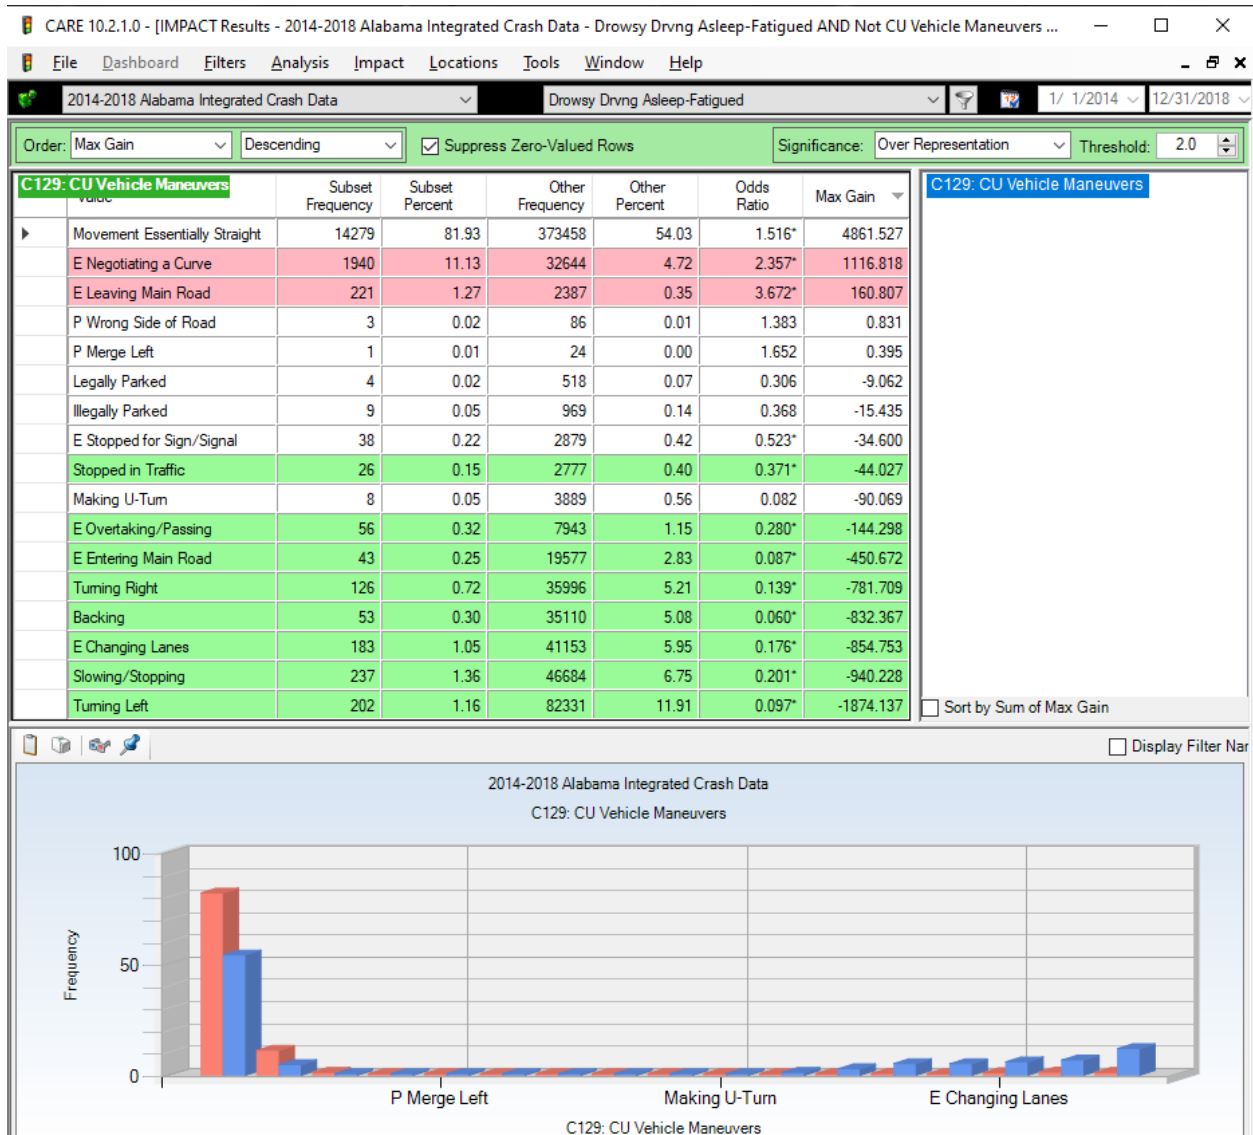 CARE 10.2.1.0 - [IMPACT Results - 2014-2018 Alabama Integrated Crash Data - Drowsy Drvng Asleep-Fatigued AND Not CU Vehicle Maneuvers ...
File Dashboard Filters Analysis Impact Locations Tools Window Help
2014-2018 Alabama Integrated Crash Data Drowsy Drvng Asleep-Fatigued 1/ 1/2014 12/31/2018
Order: Max Gain Descending Suppress Zero-Valued Rows Significance: Over Representation Threshold: 2.0
C129: CU Vehicle Maneuvers Subset Frequency Subset Percent Other Frequency Other Percent Odds Ratio Max Gain C129: CU Vehicle Maneuvers
Movement Essentially Straight 14279 81.93 373458 54.03 1.516* 4861.527
E Negotiating a Curve 1940 11.13 32644 4.72 2.357* 1116.818
E Leaving Main Road 221 1.27 2387 0.35 3.672* 160.807
P Wrong Side of Road 3 0.02 86 0.01 1.383 0.831
P Merge Left 1 0.01 24 0.00 1.652 0.395
Legally Parked 4 0.02 518 0.07 0.306 -9.062
Illegally Parked 9 0.05 969 0.14 0.368 -15.435
E Stopped for Sign/Signal 38 0.22 2879 0.42 0.523* -34.600
Stopped in Traffic 26 0.15 2777 0.40 0.371* -44.027
Making U-Turn 8 0.05 3889 0.56 0.082 -90.069
E Overtaking/Passing 56 0.32 7943 1.15 0.280* -144.298
E Entering Main Road 43 0.25 19577 2.83 0.087* -450.672
Turning Right 126 0.72 35996 5.21 0.139* -781.709
Backing 53 0.30 35110 5.08 0.060* -832.367
E Changing Lanes 183 1.05 41153 5.95 0.176* -854.753
Slowing/Stopping 237 1.36 46684 6.75 0.201* -940.228
Turning Left 202 1.16 82331 11.91 0.097* -1874.137
Sort by Sum of Max Gain
Display Filter Nar
2014-2018 Alabama Integrated Crash Data
C129: CU Vehicle Maneuvers
100
50
0
Frequency
P Merge Left Making U-Turn E Changing Lanes
C129: CU Vehicle Maneuvers